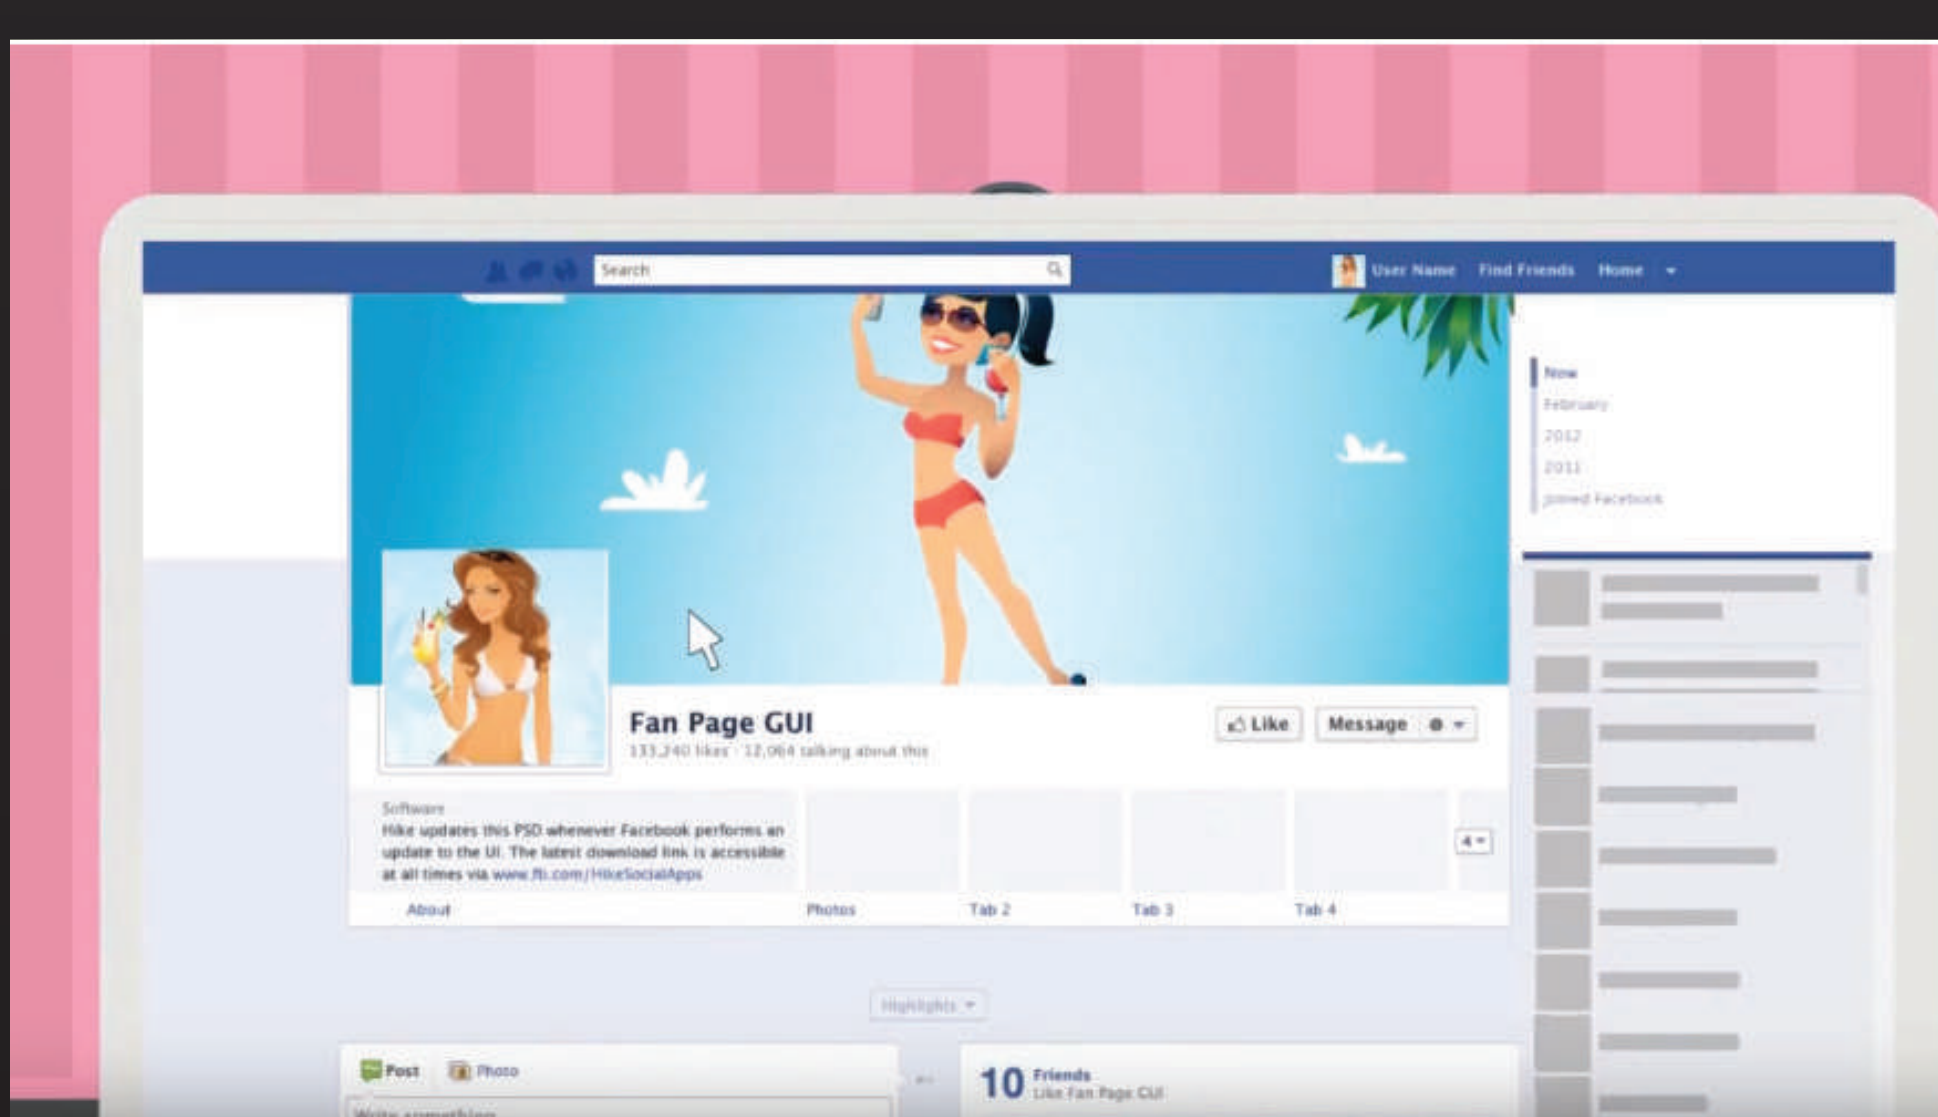 Search
User Name Find Friends Home
Now
February
2012
2011
Joined Facebook
Fan Page GUI
133,240 likes · 12,064 talking about this
Like
Message
Software
Hike updates this PSD whenever Facebook performs an
update to the UI. The latest download link is accessible
at all times via www.fb.com/HikeSocialApps
4
About Photos Tab 2 Tab 3 Tab 4
Highlights
Post Photo
Write something
10 Friends
Like Fan Page GUI